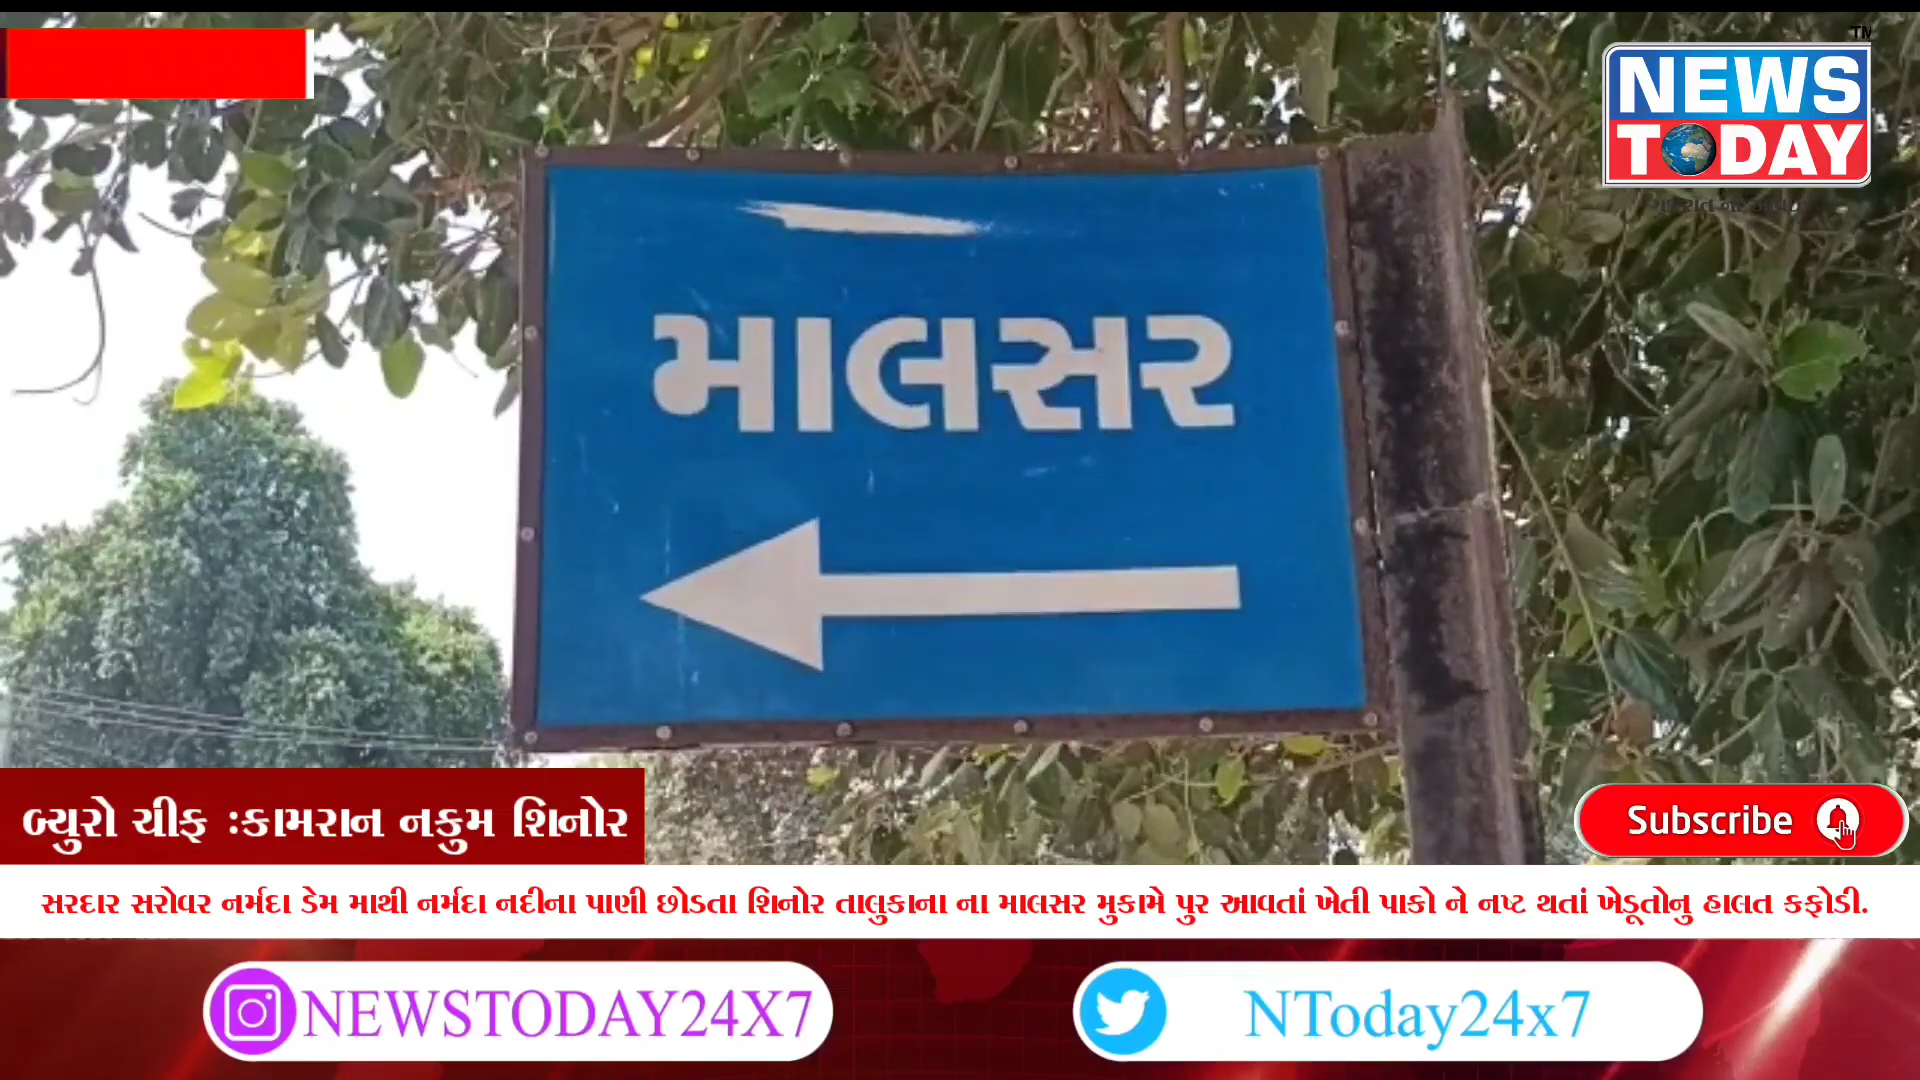 TM
NEWS
TODAY
માલસર
બ્યુરો ચીફ :કામરાન નકુમ શિનોર
Subscribe
સરદાર સરોવર નર્મદા ડેમ માથી નર્મદા નદીના પાણી છોડતા શિનોર તાલુકાના ના માલસર મુકામે પુર આવતાં ખેતી પાકો ને નષ્ટ થતાં ખેડૂતોનુ હાલત કફોડી.
NEWSTODAY24X7
NToday24x7